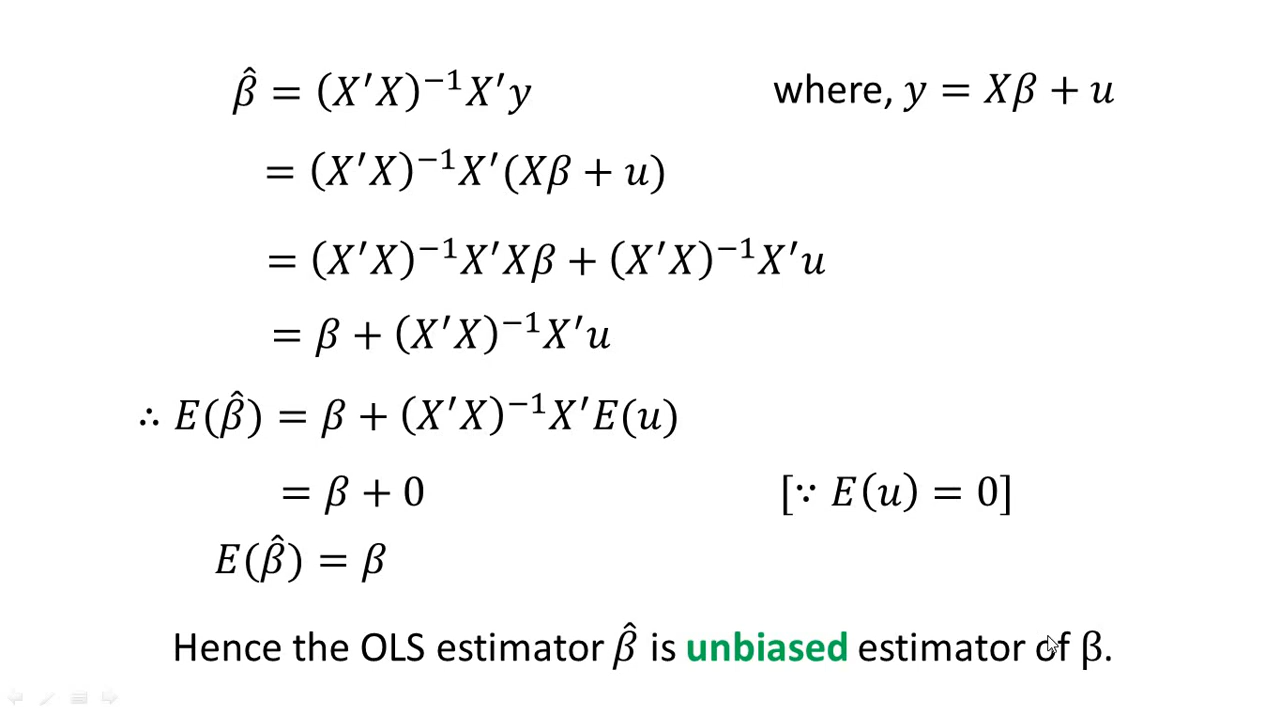 β̂ = (X′X)⁻¹X′y where, y = Xβ + u
= (X′X)⁻¹X′(Xβ + u)
= (X′X)⁻¹X′Xβ + (X′X)⁻¹X′u
= β + (X′X)⁻¹X′u
∴ E(β̂) = β + (X′X)⁻¹X′E(u)
= β + 0 [∵ E(u) = 0]
E(β̂) = β
Hence the OLS estimator β̂ is unbiased estimator of β.